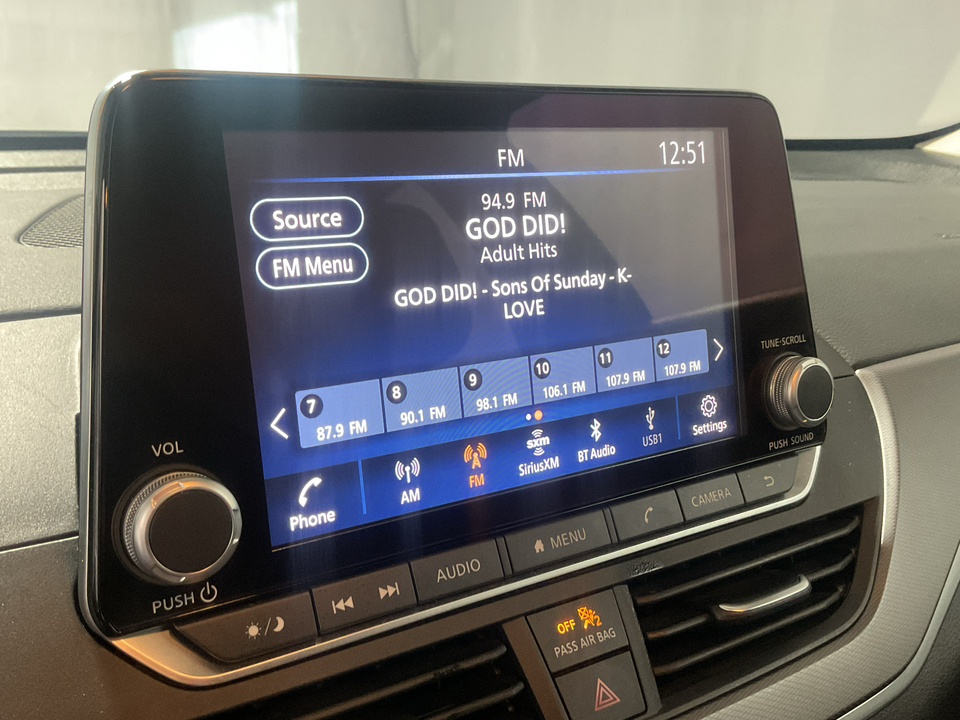 FM
12:51
Source
FM Menu
94.9 FM
GOD DID!
Adult Hits
GOD DID! - Sons Of Sunday - K-
LOVE
7
87.9 FM
8
90.1 FM
9
98.1 FM
10
106.1 FM
11
107.9 FM
12
107.9 FM
Phone
AM
FM
sxm
SiriusXM
BT Audio
USB1
Settings
VOL
PUSH
TUNE·SCROLL
PUSH SOUND
AUDIO
MENU
CAMERA
OFF
2
PASS AIR BAG